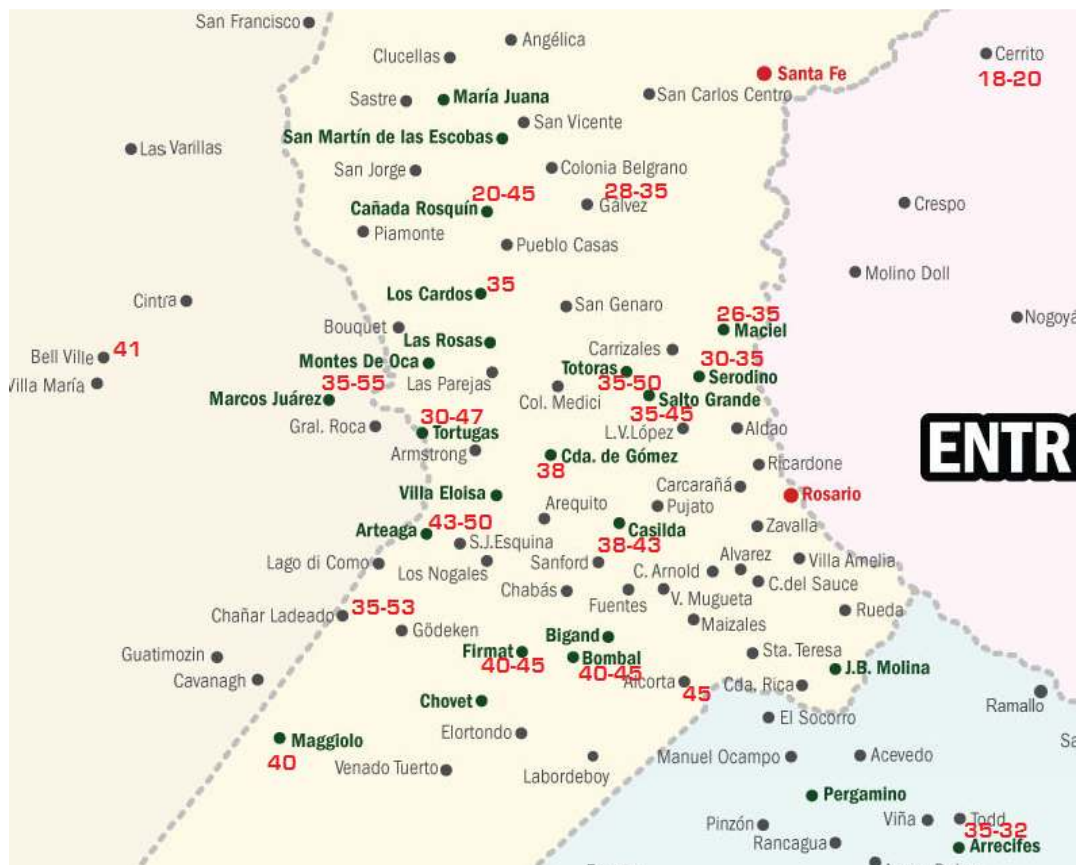 San Francisco
Angélica
Clucellas
Cerrito
18-20
Santa Fe
Sastre
María Juana
San Carlos Centro
San Vicente
San Martín de las Escobas
Las Varillas
San Jorge
Colonia Belgrano
20-45
28-35
Cañada Rosquín
Gálvez
Crespo
Piamonte
Pueblo Casas
Molino Doll
35
Los Cardos
Cintra
San Genaro
26-35
Nogoyá
Bouquet
Maciel
Las Rosas
41
Carrizales
30-35
Bell Ville
Montes De Oca
Totoras
Serodino
Villa María
35-55
Las Parejas
35-50
Marcos Juárez
Col. Medici
Salto Grande
30-47
35-45
Gral. Roca
Tortugas
L.V.López
Aldao
ENTR
Armstrong
Cda. de Gómez
38
Ricardone
Carcarañá
Villa Eloisa
Rosario
Arequito
Pujato
43-50
Arteaga
Casilda
Zavalla
S.J.Esquina
38-43
Lago di Como
Los Nogales
Sanford
Alvarez
Villa Amelia
C. Arnold
Chabás
C.del Sauce
Fuentes
V. Mugueta
35-53
Chañar Ladeado
Rueda
Maizales
Gödeken
Bigand
Guatimozin
Firmat
Bombal
Sta. Teresa
40-45
40-45
J.B. Molina
Cavanagh
Alcorta
45
Cda. Rica
Chovet
Ramallo
El Socorro
Elortondo
Maggiolo
Sa
40
Venado Tuerto
Labordeboy
Manuel Ocampo
Acevedo
Pergamino
Pinzón
Viña
Todd
35-32
Rancagua
Arrecifes